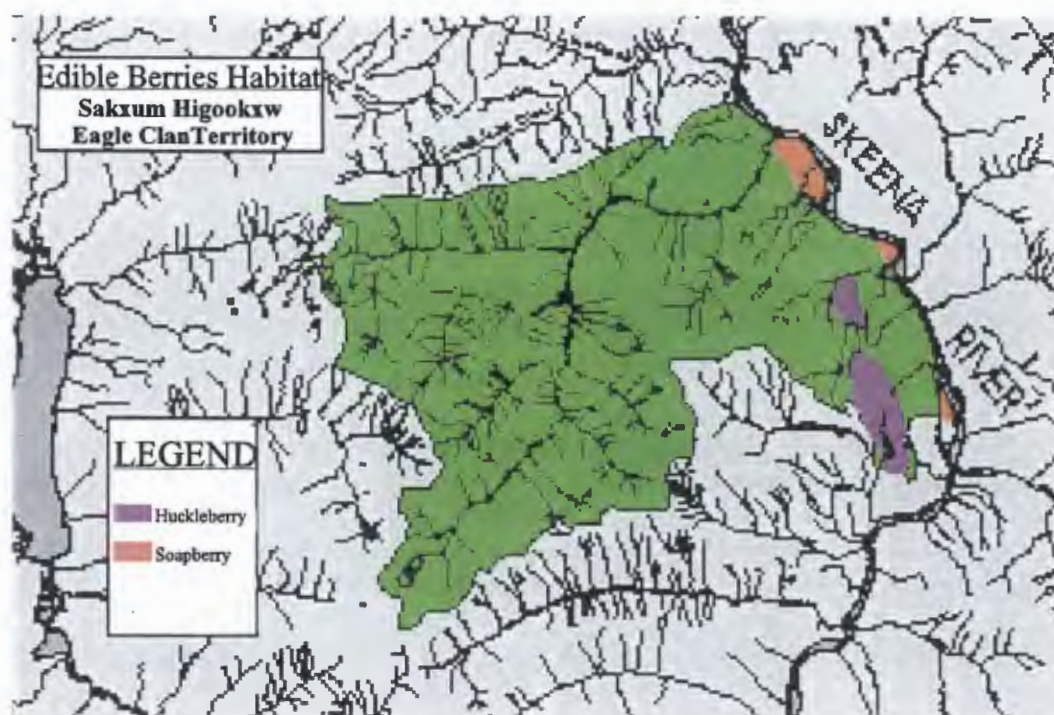 Edible Berries Habitat
Sakxum Higookxw
Eagle ClanTerritory
SKEENA
RIVER
LEGEND
Huckleberry
Soapberry